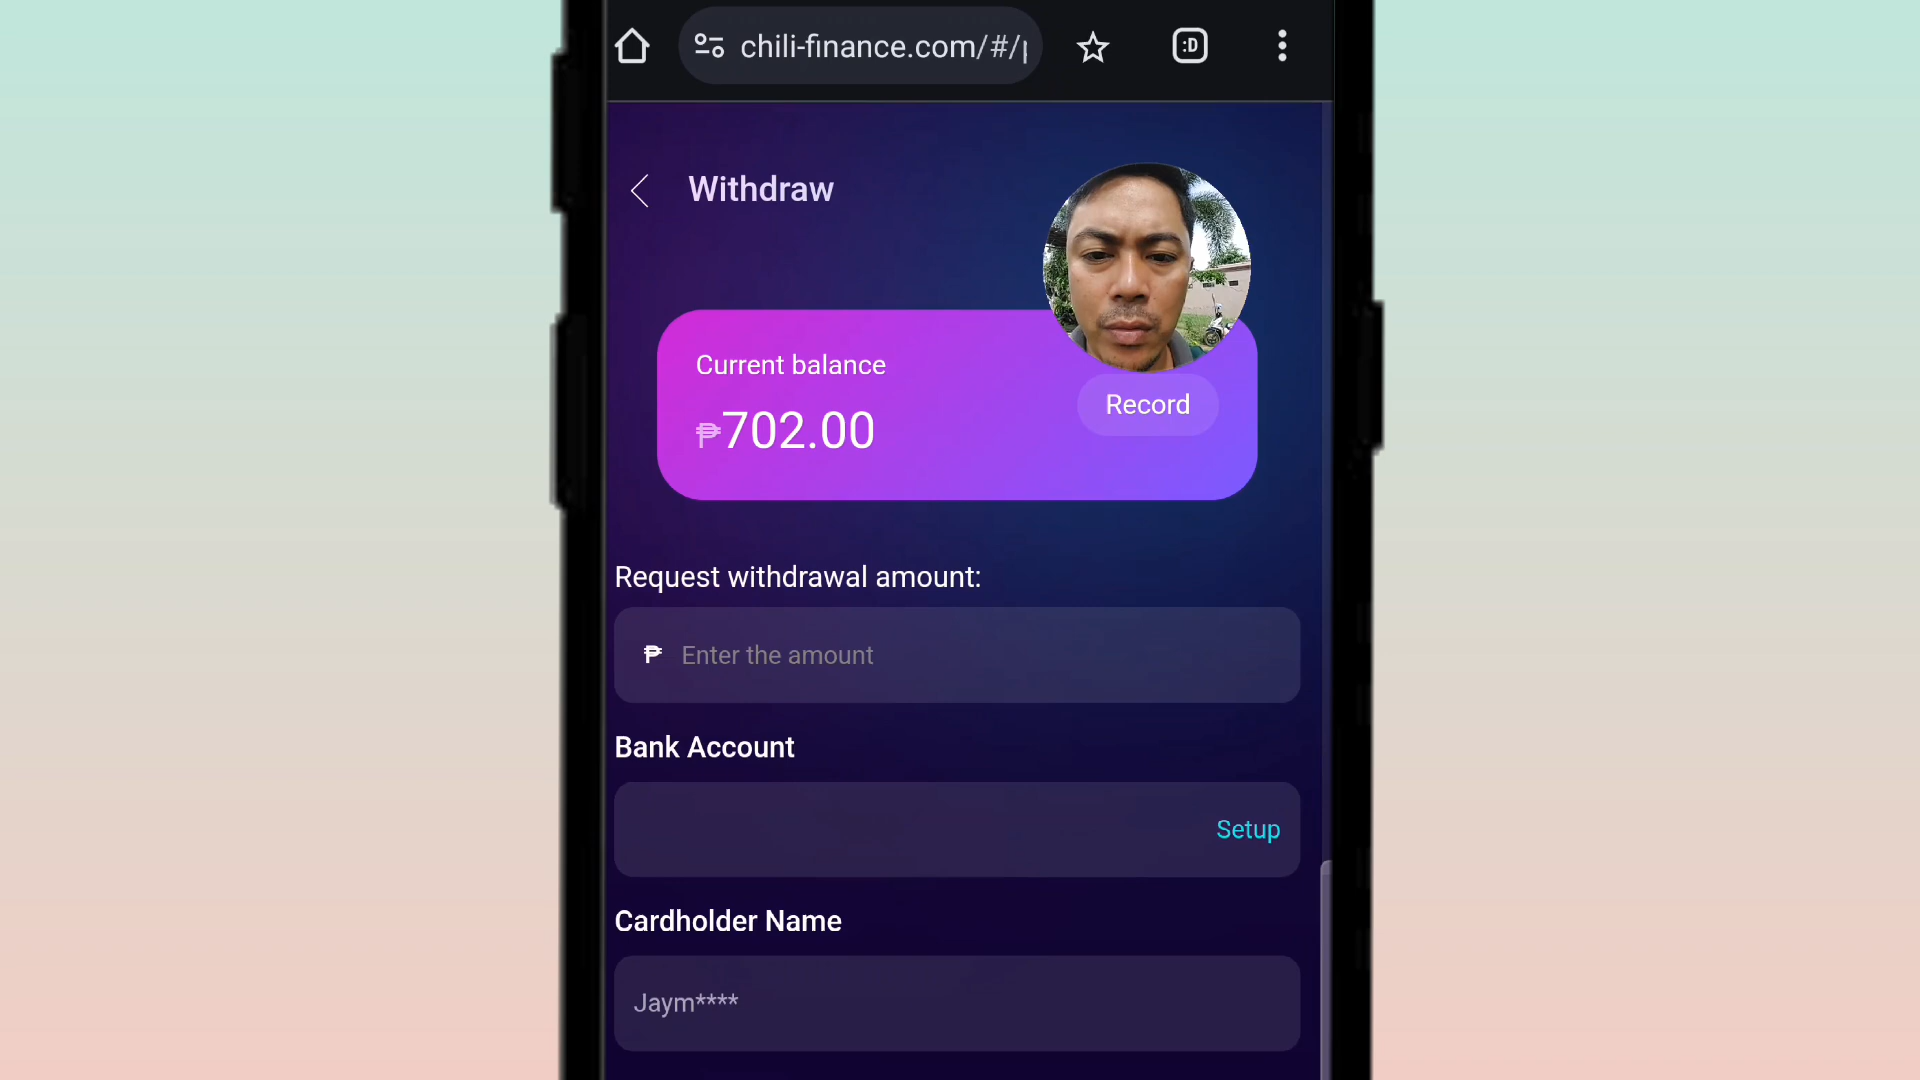 chili-finance.com/#/p
:D
Withdraw
Current balance
₱702.00
Record
Request withdrawal amount:
₱ Enter the amount
Bank Account
Setup
Cardholder Name
Jaym****